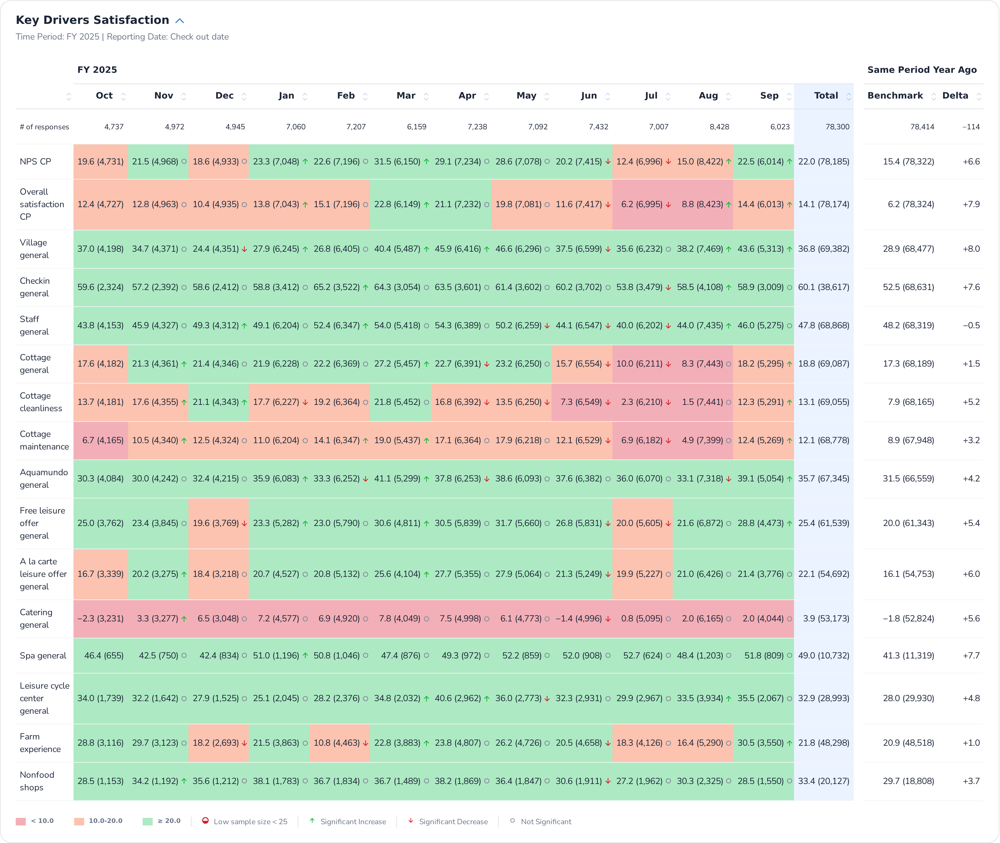 Key Drivers Satisfaction
Time Period: FY 2025 | Reporting Date: Check out date
FY 2025 Same Period Year Ago
Oct Nov Dec Jan Feb Mar Apr May Jun Jul Aug Sep Total Benchmark Delta
# of responses 4,737 4,972 4,945 7,060 7,207 6,159 7,238 7,092 7,432 7,007 8,428 6,023 78,300 78,414 −114
NPS CP 19.6 (4,731) 21.5 (4,968) 18.6 (4,933) 23.3 (7,048) 22.6 (7,196) 31.5 (6,150) 29.1 (7,234) 28.6 (7,078) 20.2 (7,415) 12.4 (6,996) 15.0 (8,422) 22.5 (6,014) 22.0 (78,185) 15.4 (78,322) +6.6
Overall
satisfaction
CP
12.4 (4,727) 12.8 (4,963) 10.4 (4,935) 13.8 (7,043) 15.1 (7,196) 22.8 (6,149) 21.1 (7,232) 19.8 (7,081) 11.6 (7,417) 6.2 (6,995) 8.8 (8,423) 14.4 (6,013) 14.1 (78,174) 6.2 (78,324) +7.9
Village
general
37.0 (4,198) 34.7 (4,371) 24.4 (4,351) 27.9 (6,245) 26.8 (6,405) 40.4 (5,487) 45.9 (6,416) 46.6 (6,296) 37.5 (6,599) 35.6 (6,232) 38.2 (7,469) 43.6 (5,313) 36.8 (69,382) 28.9 (68,477) +8.0
Checkin
general
59.6 (2,324) 57.2 (2,392) 58.6 (2,412) 58.8 (3,412) 65.2 (3,522) 64.3 (3,054) 63.5 (3,601) 61.4 (3,602) 60.2 (3,702) 53.8 (3,479) 58.5 (4,108) 58.9 (3,009) 60.1 (38,617) 52.5 (68,631) +7.6
Staff
general
43.8 (4,153) 45.9 (4,327) 49.3 (4,312) 49.1 (6,204) 52.4 (6,347) 54.0 (5,418) 54.3 (6,389) 50.2 (6,259) 44.1 (6,547) 40.0 (6,202) 44.0 (7,435) 46.0 (5,275) 47.8 (68,868) 48.2 (68,319) −0.5
Cottage
general
17.6 (4,182) 21.3 (4,361) 21.4 (4,346) 21.9 (6,228) 22.2 (6,369) 27.2 (5,457) 22.7 (6,391) 23.2 (6,250) 15.7 (6,554) 10.0 (6,211) 8.3 (7,443) 18.2 (5,295) 18.8 (69,087) 17.3 (68,189) +1.5
Cottage
cleanliness
13.7 (4,181) 17.6 (4,355) 21.1 (4,343) 17.7 (6,227) 19.2 (6,364) 21.8 (5,452) 16.8 (6,392) 13.5 (6,250) 7.3 (6,549) 2.3 (6,210) 1.5 (7,441) 12.3 (5,291) 13.1 (69,055) 7.9 (68,165) +5.2
Cottage
maintenance
6.7 (4,165) 10.5 (4,340) 12.5 (4,324) 11.0 (6,204) 14.1 (6,347) 19.0 (5,437) 17.1 (6,364) 17.9 (6,218) 12.1 (6,529) 6.9 (6,182) 4.9 (7,399) 12.4 (5,269) 12.1 (68,778) 8.9 (67,948) +3.2
Aquamundo
general
30.3 (4,084) 30.0 (4,242) 32.4 (4,215) 35.9 (6,083) 33.3 (6,252) 41.1 (5,299) 37.8 (6,253) 38.6 (6,093) 37.6 (6,382) 36.0 (6,070) 33.1 (7,318) 39.1 (5,054) 35.7 (67,345) 31.5 (66,559) +4.2
Free leisure
offer
general
25.0 (3,762) 23.4 (3,845) 19.6 (3,769) 23.3 (5,282) 23.0 (5,790) 30.6 (4,811) 30.5 (5,839) 31.7 (5,660) 26.8 (5,831) 20.0 (5,605) 21.6 (6,872) 28.8 (4,473) 25.4 (61,539) 20.0 (61,343) +5.4
A la carte
leisure offer
general
16.7 (3,339) 20.2 (3,275) 18.4 (3,218) 20.7 (4,527) 20.8 (5,132) 25.6 (4,104) 27.7 (5,355) 27.9 (5,064) 21.3 (5,249) 19.9 (5,227) 21.0 (6,426) 21.4 (3,776) 22.1 (54,692) 16.1 (54,753) +6.0
Catering
general
−2.3 (3,231) 3.3 (3,277) 6.5 (3,048) 7.2 (4,577) 6.9 (4,920) 7.8 (4,049) 7.5 (4,998) 6.1 (4,773) −1.4 (4,996) 0.8 (5,095) 2.0 (6,165) 2.0 (4,044) 3.9 (53,173) −1.8 (52,824) +5.6
Spa general 46.4 (655) 42.5 (750) 42.4 (834) 51.0 (1,196) 50.8 (1,046) 47.4 (876) 49.3 (972) 52.2 (859) 52.0 (908) 52.7 (624) 48.4 (1,203) 51.8 (809) 49.0 (10,732) 41.3 (11,319) +7.7
Leisure cycle
center
general
34.0 (1,739) 32.2 (1,642) 27.9 (1,525) 25.1 (2,045) 28.2 (2,376) 34.8 (2,032) 40.6 (2,962) 36.0 (2,773) 32.3 (2,931) 29.9 (2,967) 33.5 (3,934) 35.5 (2,067) 32.9 (28,993) 28.0 (29,930) +4.8
Farm
experience
28.8 (3,116) 29.7 (3,123) 18.2 (2,693) 21.5 (3,863) 10.8 (4,463) 22.8 (3,883) 23.8 (4,807) 26.2 (4,726) 20.5 (4,658) 18.3 (4,126) 16.4 (5,290) 30.5 (3,550) 21.8 (48,298) 20.9 (48,518) +1.0
Nonfood
shops
28.5 (1,153) 34.2 (1,192) 35.6 (1,212) 38.1 (1,783) 36.7 (1,834) 36.7 (1,489) 38.2 (1,869) 36.4 (1,847) 30.6 (1,911) 27.2 (1,962) 30.3 (2,325) 28.5 (1,550) 33.4 (20,127) 29.7 (18,808) +3.7
< 10.0 10.0-20.0 ≥ 20.0 Low sample size < 25 Significant Increase Significant Decrease Not Significant